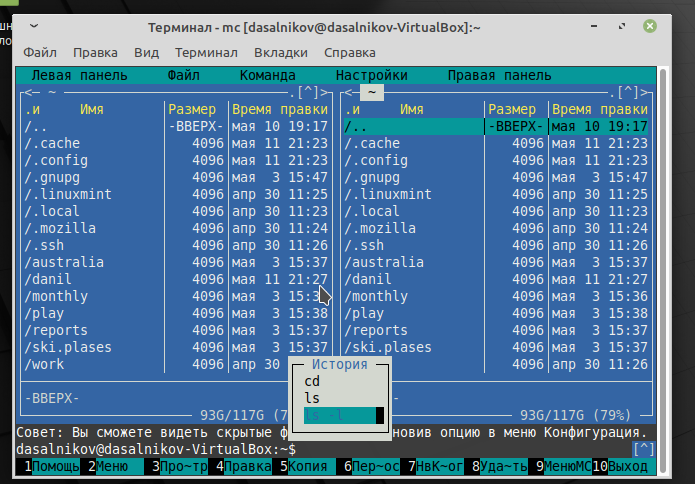 Терминал - mc [dasalnikov@dasalnikov-VirtualBox]:~
Файл Правка Вид Терминал Вкладки Справка
Левая панель Файл Команда Настройки Правая панель
<─ ~ .[^]> <─ ~ .[^]>
.и Имя Размер Время правки .и Имя Размер Время правки
/.. -ВВЕРХ- мая 10 19:17 /.. -ВВЕРХ- мая 10 19:17
/.cache 4096 мая 11 21:23 /.cache 4096 мая 11 21:23
/.config 4096 мая 11 21:23 /.config 4096 мая 11 21:23
/.gnupg 4096 мая 3 15:47 /.gnupg 4096 мая 3 15:47
/.linuxmint 4096 апр 30 11:25 /.linuxmint 4096 апр 30 11:25
/.local 4096 апр 30 11:23 /.local 4096 апр 30 11:23
/.mozilla 4096 апр 30 11:24 /.mozilla 4096 апр 30 11:24
/.ssh 4096 апр 30 11:26 /.ssh 4096 апр 30 11:26
/australia 4096 мая 3 15:37 /australia 4096 мая 3 15:37
/danil 4096 мая 11 21:27 /danil 4096 мая 11 21:27
/monthly 4096 мая 3 15:3 /monthly 4096 мая 3 15:36
/play 4096 мая 3 15:38 /play 4096 мая 3 15:38
/reports 4096 мая 3 15:37 /reports 4096 мая 3 15:37
/ski.plases 4096 мая 3 15:37 /ski.plases 4096 мая 3 15:37
/work 4096 апр 30 11:26 /work 4096 апр 30 11:26
История
cd
ls
ls -l
-ВВЕРХ- -
93G/117G (7 93G/117G (79%)
Совет: Вы сможете видеть скрытые ф новив опцию в меню Конфигурация.
dasalnikov@dasalnikov-VirtualBox:~$ [^]
1Помощь 2Меню 3Про~тр 4Правка 5Копия 6Пер~ос 7НвК~ог 8Уда~ть 9МенюMC 10Выход